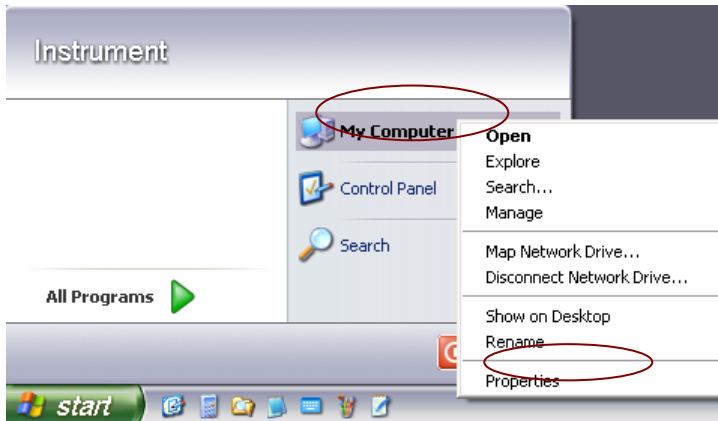 Instrument
My Computer
Control Panel
Search
All Programs
Open
Explore
Search...
Manage
Map Network Drive...
Disconnect Network Drive...
Show on Desktop
Rename
Properties
start